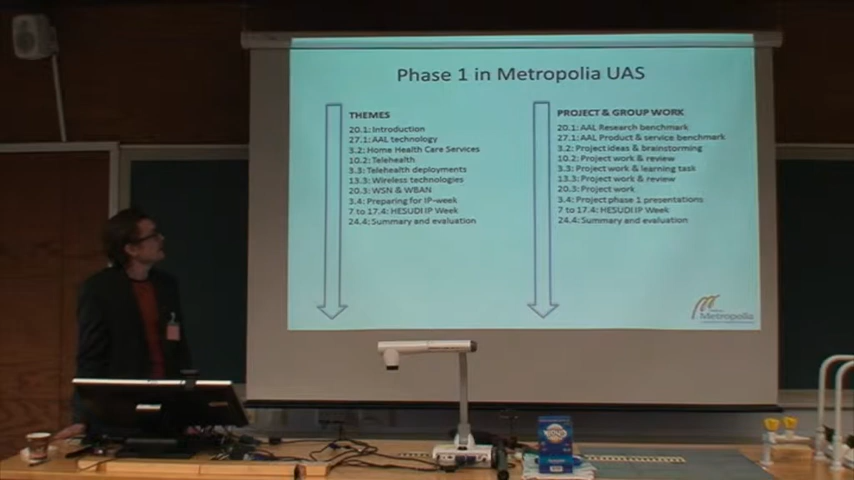 Phase 1 in Metropolia UAS
THEMES
20.1: Introduction
27.1: AAL technology
3.2: Home Health Care Services
10.2: Telehealth
3.3: Telehealth deployments
13.3: Wireless technologies
20.3: WSN & WBAN
3.4: Preparing for IP-week
7 to 17.4: HESUDI IP Week
24.4: Summary and evaluation
PROJECT & GROUP WORK
20.1: AAL Research benchmark
27.1: AAL Product & service benchmark
3.2: Project ideas & brainstorming
10.2: Project work & review
3.3: Project work & learning task
13.3: Project work & review
20.3: Project work
3.4: Project phase 1 presentations
7 to 17.4: HESUDI IP Week
24.4: Summary and evaluation
Metropolia